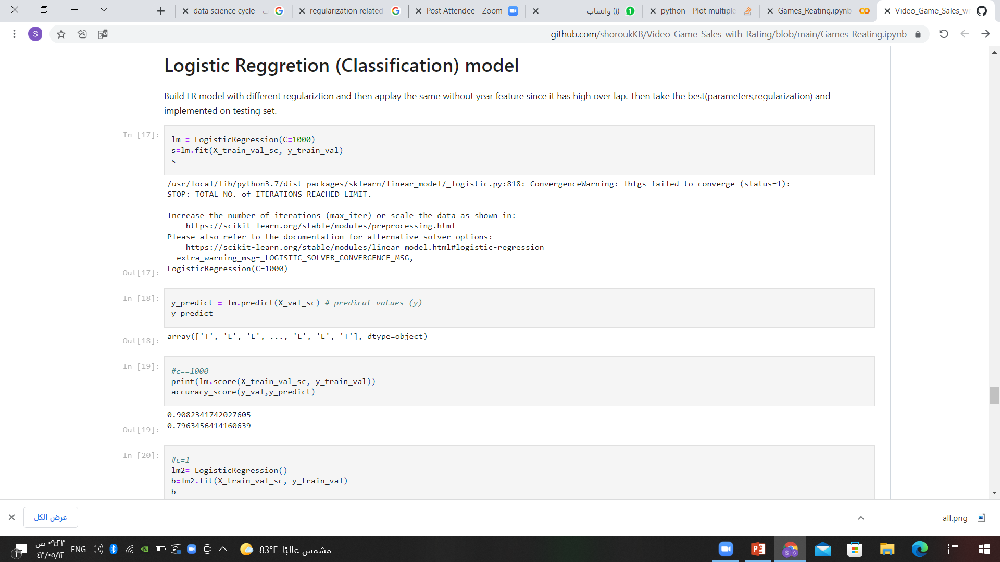 data science cycle -
regularization related
Post Attendee - Zoom
(١) واتساب
python - Plot multiple
Games_Reating.ipynb
Video_Game_Sales_wi
S
github.com/shoroukKB/Video_Game_Sales_with_Rating/blob/main/Games_Reating.ipynb
Logistic Reggretion (Classification) model
Build LR model with different regulariztion and then applay the same without year feature since it has high over lap. Then take the best(parameters,regularization) and
implemented on testing set.
In [17]:
lm = LogisticRegression(C=1000)
s=lm.fit(X_train_val_sc, y_train_val)
s
/usr/local/lib/python3.7/dist-packages/sklearn/linear_model/_logistic.py:818: ConvergenceWarning: lbfgs failed to converge (status=1):
STOP: TOTAL NO. of ITERATIONS REACHED LIMIT.
Increase the number of iterations (max_iter) or scale the data as shown in:
https://scikit-learn.org/stable/modules/preprocessing.html
Please also refer to the documentation for alternative solver options:
https://scikit-learn.org/stable/modules/linear_model.html#logistic-regression
extra_warning_msg=_LOGISTIC_SOLVER_CONVERGENCE_MSG,
Out[17]: LogisticRegression(C=1000)
In [18]:
y_predict = lm.predict(X_val_sc) # predicat values (y)
y_predict
Out[18]: array(['T', 'E', 'E', ..., 'E', 'E', 'T'], dtype=object)
In [19]:
#c==1000
print(lm.score(X_train_val_sc, y_train_val))
accuracy_score(y_val,y_predict)
0.9082341742027605
Out[19]: 0.7963456414160639
In [20]:
#c=1
lm2= LogisticRegression()
b=lm2.fit(X_train_val_sc, y_train_val)
b
عرض الكل
all.png
٠٩:٢٣ ص
٤٣/٠٥/١٢
ENG
83°F مشمس غالبًا